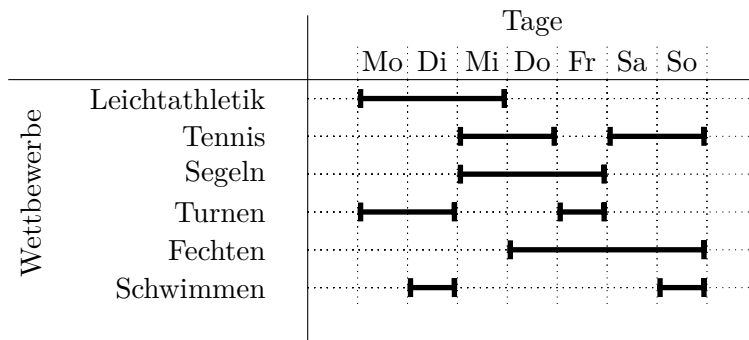 Tage
Mo Di Mi Do Fr Sa So
Wettbewerbe
Leichtathletik
Tennis
Segeln
Turnen
Fechten
Schwimmen